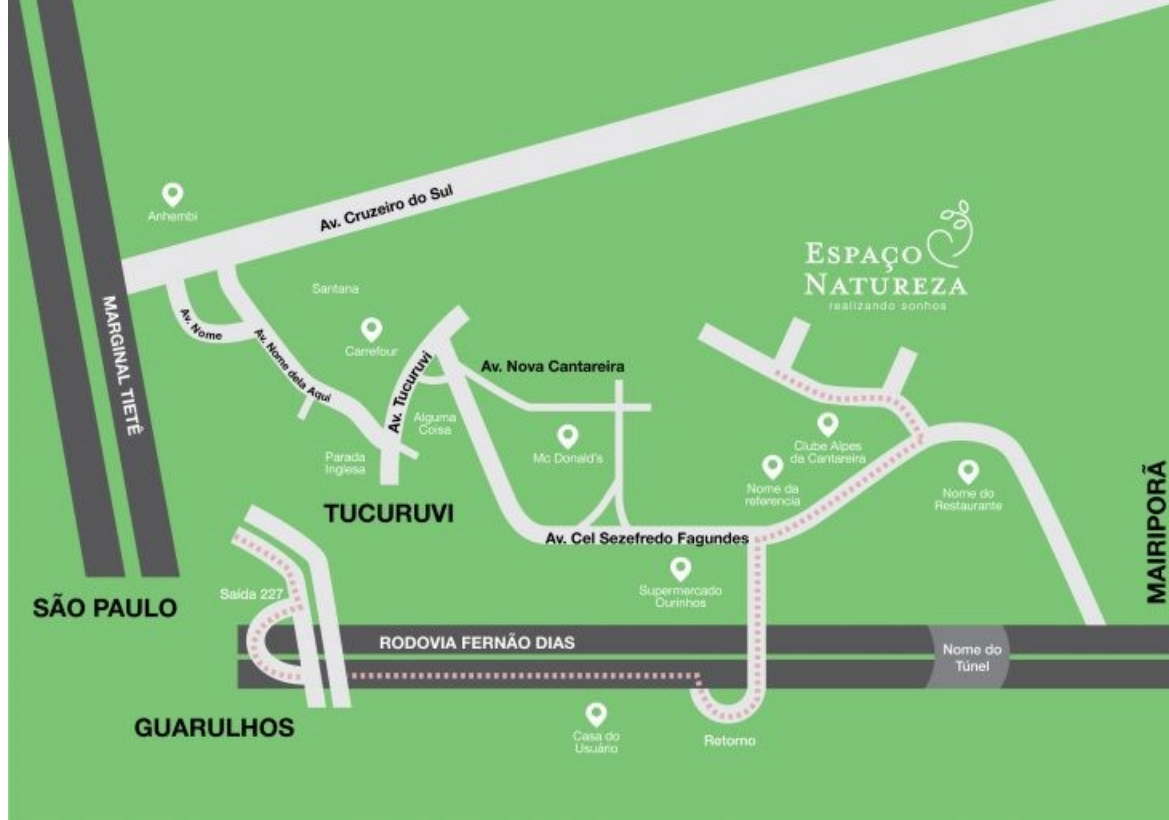 Av. Cruzeiro do Sul
Anhembi
ESPAÇO
NATUREZA
realizando sonhos
Santana
MARGINAL TIETÊ
Av. Nome
Av. Nome dela Aqui
Carrefour
Av. Tucuruvi
Av. Nova Cantareira
Alguma
Coisa
Mc Donald's
Clube Alpes
da Cantareira
Parada
Inglesa
Nome da
referencia
Nome do
Restaurante
MAIRIPORÃ
TUCURUVI
Av. Cel Sezefredo Fagundes
Saída 227
Supermercado
Ourinhos
SÃO PAULO
RODOVIA FERNÃO DIAS
Nome do
Túnel
GUARULHOS
Casa do
Usuário
Retorno